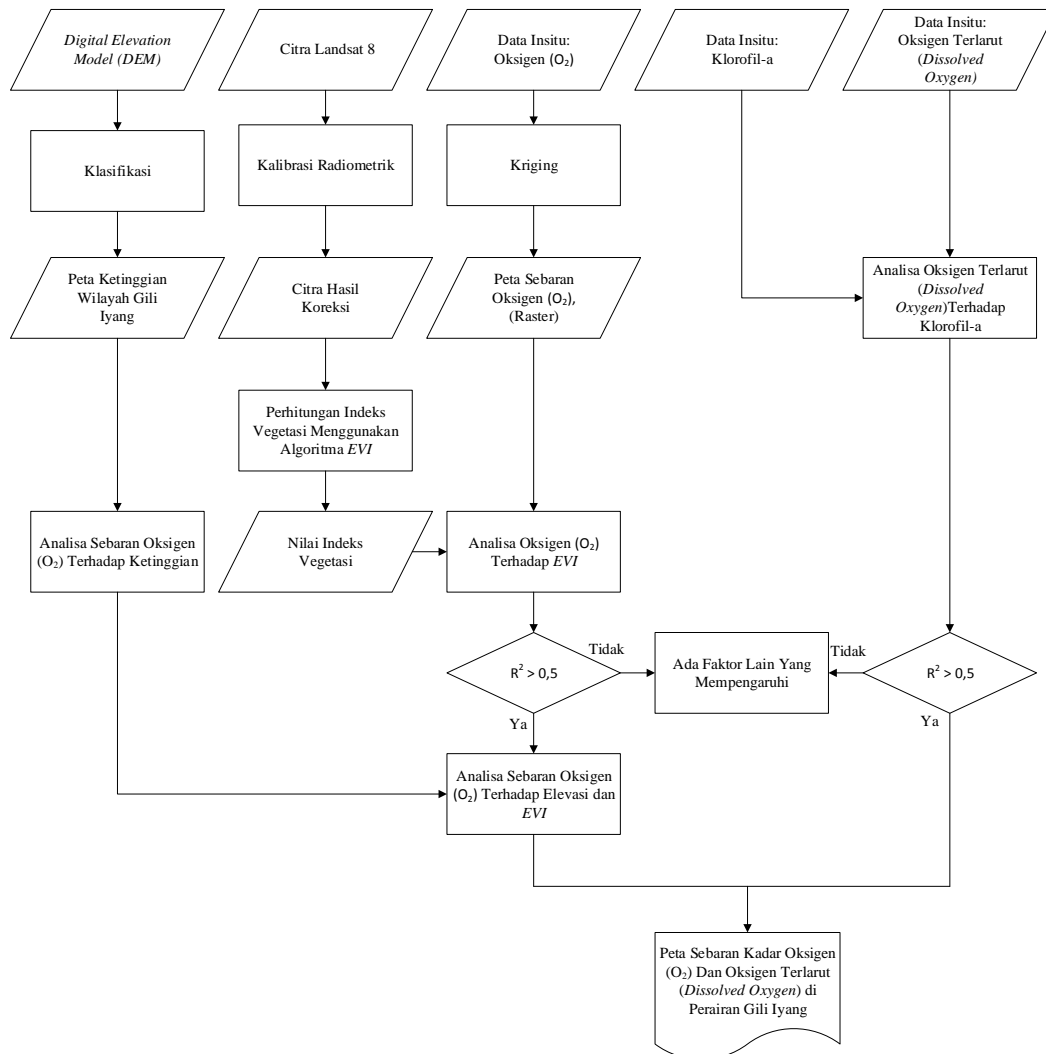 Digital Elevation
Model (DEM)
Citra Landsat 8
Data Insitu:
Oksigen (O₂)
Data Insitu:
Klorofil-a
Data Insitu:
Oksigen Terlarut
(Dissolved
Oxygen)
Klasifikasi
Kalibrasi Radiometrik
Kriging
Peta Ketinggian
Wilayah Gili
Iyang
Citra Hasil
Koreksi
Peta Sebaran
Oksigen (O₂),
(Raster)
Analisa Oksigen Terlarut
(Dissolved
Oxygen)Terhadap
Klorofil-a
Perhitungan Indeks
Vegetasi Menggunakan
Algoritma EVI
Analisa Sebaran Oksigen
(O₂) Terhadap Ketinggian
Nilai Indeks
Vegetasi
Analisa Oksigen (O₂)
Terhadap EVI
R² > 0,5
Tidak
Ya
Ada Faktor Lain Yang
Mempengaruhi
Tidak
R² > 0,5
Ya
Analisa Sebaran Oksigen
(O₂) Terhadap Elevasi dan
EVI
Peta Sebaran Kadar Oksigen
(O₂) Dan Oksigen Terlarut
(Dissolved Oxygen) di
Perairan Gili Iyang